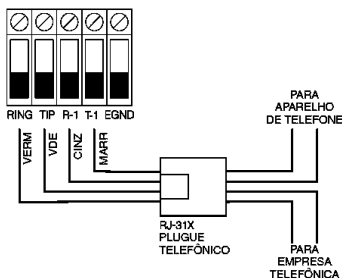 RING TIP R-1 T-1 EGND
VERM
VDE
CINZ
MARR
PARA
APARELHO
DE TELEFONE
RJ-31X
PLUGUE
TELEFÔNICO
PARA
EMPRESA
TELEFÔNICA